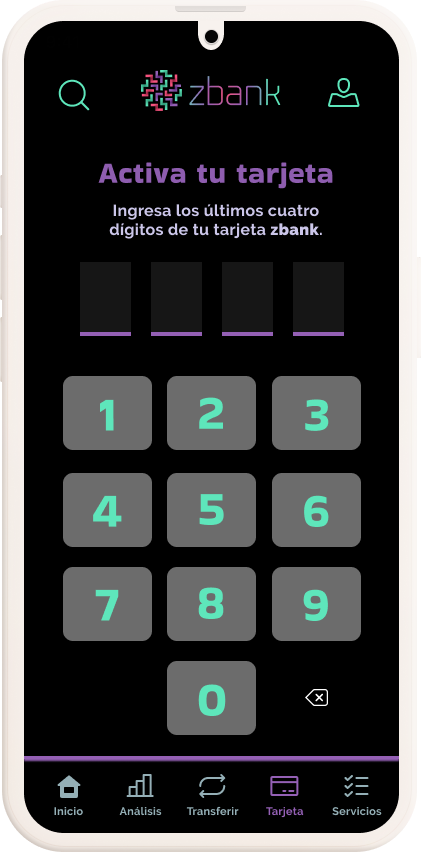 zbank
Activa tu tarjeta
Ingresa los últimos cuatro
dígitos de tu tarjeta zbank.
1 2 3
4 5 6
7 8 9
0
Inicio Análisis Transferir Tarjeta Servicios